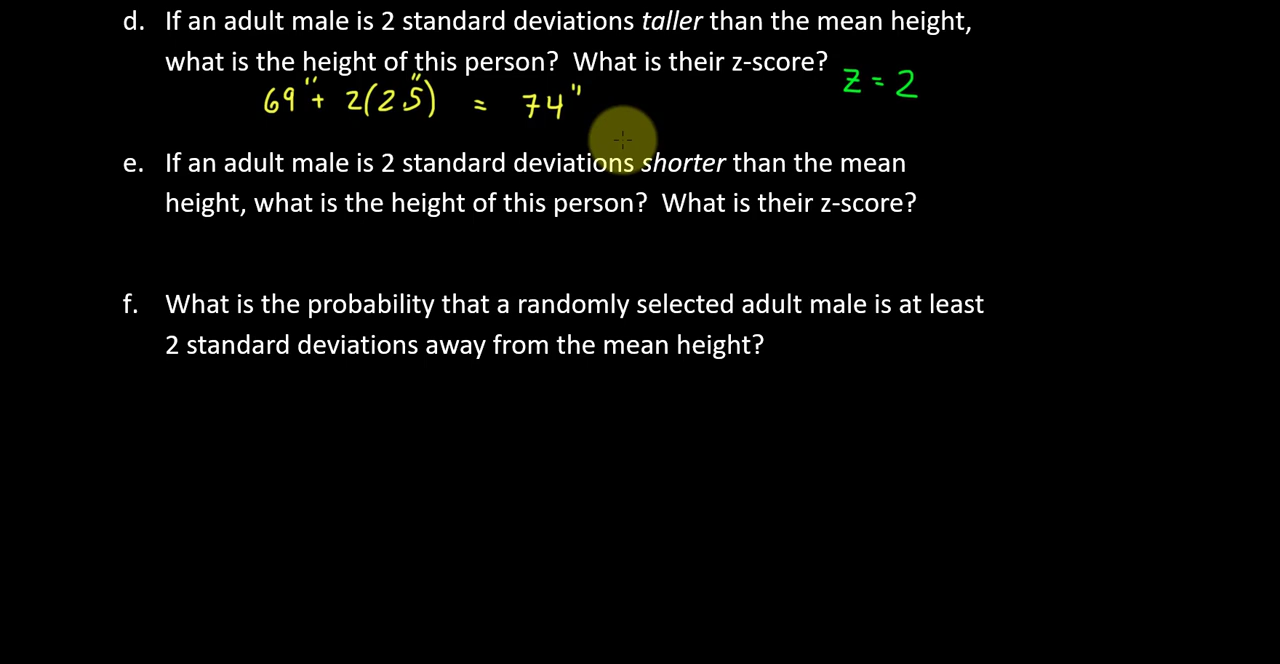 d. If an adult male is 2 standard deviations taller than the mean height,
what is the height of this person? What is their z-score?
z = 2
69" + 2(2.5") = 74"
e. If an adult male is 2 standard deviations shorter than the mean
height, what is the height of this person? What is their z-score?
f. What is the probability that a randomly selected adult male is at least
2 standard deviations away from the mean height?